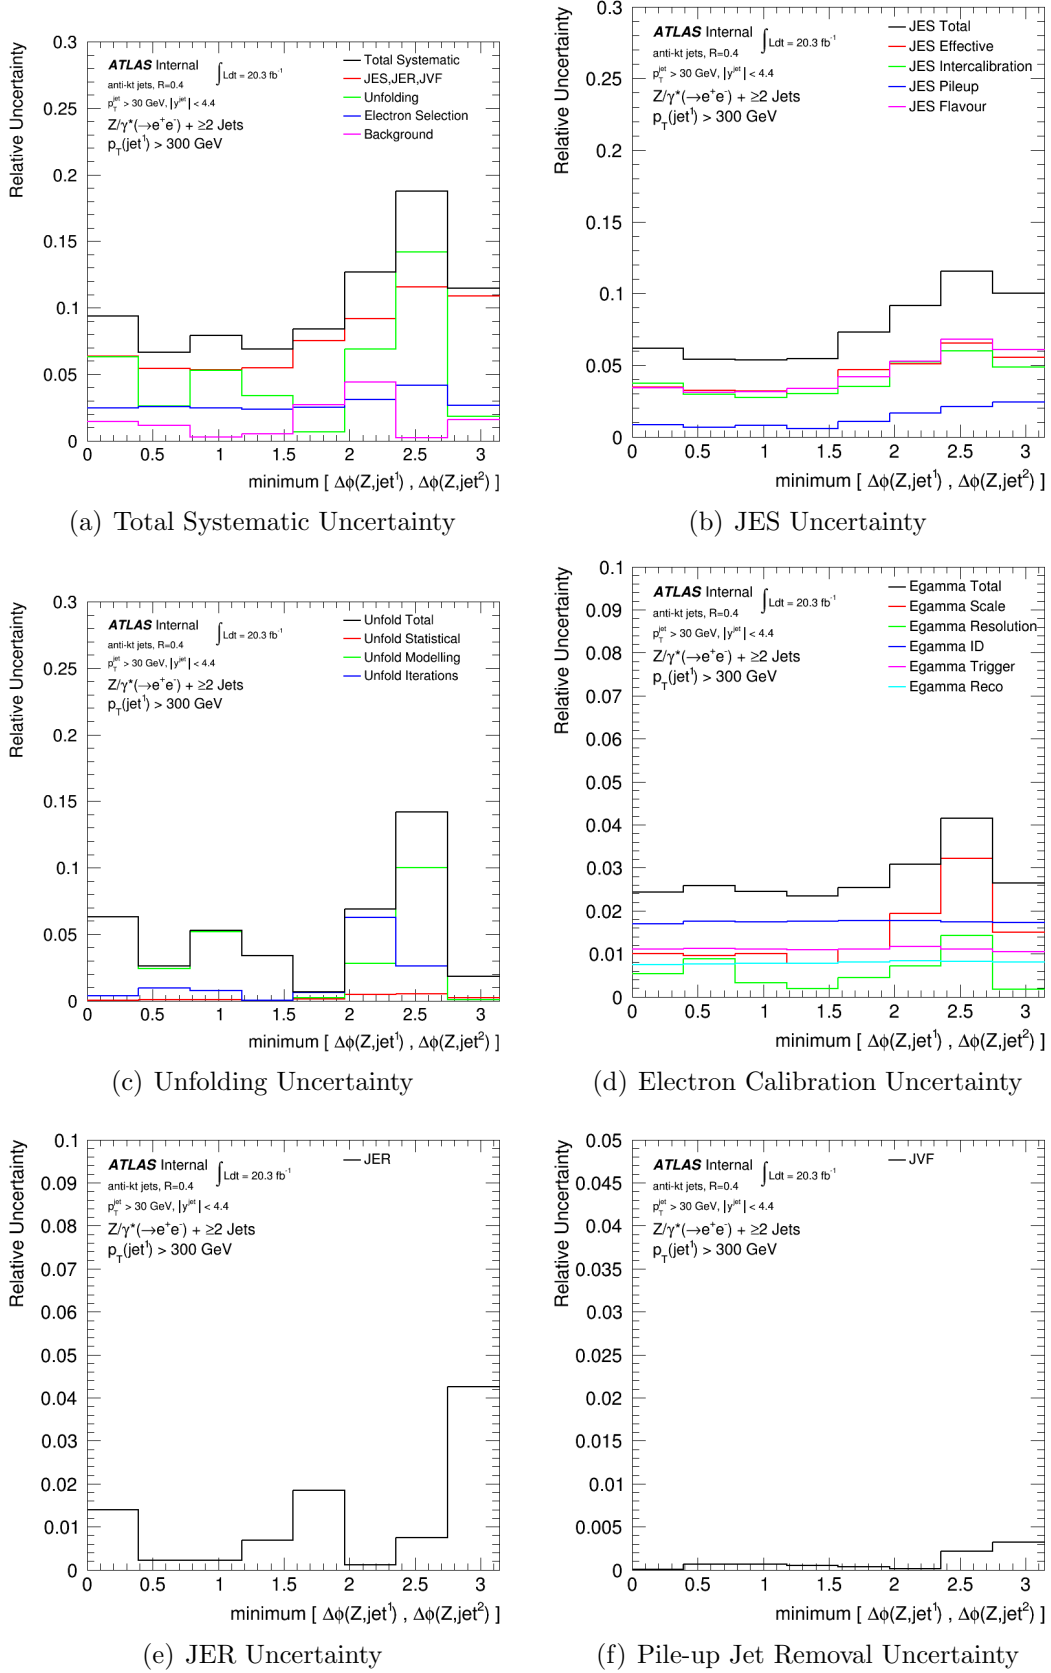 Relative Uncertainty
0.3
0.25
0.2
0.15
0.1
0.05
0
ATLAS Internal
∫Ldt = 20.3 fb⁻¹
anti-kt jets, R=0.4
p_T^jet > 30 GeV, |y^jet| < 4.4
Z/γ*(→e⁺e⁻) + ≥2 Jets
p_T(jet¹) > 300 GeV
Total Systematic
JES,JER,JVF
Unfolding
Electron Selection
Background
0 0.5 1 1.5 2 2.5 3
minimum [ Δϕ(Z,jet¹) , Δϕ(Z,jet²) ]
(a) Total Systematic Uncertainty
Relative Uncertainty
0.3
0.25
0.2
0.15
0.1
0.05
0
ATLAS Internal
∫Ldt = 20.3 fb⁻¹
anti-kt jets, R=0.4
p_T^jet > 30 GeV, |y^jet| < 4.4
Z/γ*(→e⁺e⁻) + ≥2 Jets
p_T(jet¹) > 300 GeV
JES Total
JES Effective
JES Intercalibration
JES Pileup
JES Flavour
0 0.5 1 1.5 2 2.5 3
minimum [ Δϕ(Z,jet¹) , Δϕ(Z,jet²) ]
(b) JES Uncertainty
Relative Uncertainty
0.3
0.25
0.2
0.15
0.1
0.05
0
ATLAS Internal
∫Ldt = 20.3 fb⁻¹
anti-kt jets, R=0.4
p_T^jet > 30 GeV, |y^jet| < 4.4
Z/γ*(→e⁺e⁻) + ≥2 Jets
p_T(jet¹) > 300 GeV
Unfold Total
Unfold Statistical
Unfold Modelling
Unfold Iterations
0 0.5 1 1.5 2 2.5 3
minimum [ Δϕ(Z,jet¹) , Δϕ(Z,jet²) ]
(c) Unfolding Uncertainty
Relative Uncertainty
0.1
0.09
0.08
0.07
0.06
0.05
0.04
0.03
0.02
0.01
0
ATLAS Internal
∫Ldt = 20.3 fb⁻¹
anti-kt jets, R=0.4
p_T^jet > 30 GeV, |y^jet| < 4.4
Z/γ*(→e⁺e⁻) + ≥2 Jets
p_T(jet¹) > 300 GeV
Egamma Total
Egamma Scale
Egamma Resolution
Egamma ID
Egamma Trigger
Egamma Reco
0 0.5 1 1.5 2 2.5 3
minimum [ Δϕ(Z,jet¹) , Δϕ(Z,jet²) ]
(d) Electron Calibration Uncertainty
Relative Uncertainty
0.1
0.09
0.08
0.07
0.06
0.05
0.04
0.03
0.02
0.01
0
ATLAS Internal
∫Ldt = 20.3 fb⁻¹
anti-kt jets, R=0.4
p_T^jet > 30 GeV, |y^jet| < 4.4
Z/γ*(→e⁺e⁻) + ≥2 Jets
p_T(jet¹) > 300 GeV
JER
0 0.5 1 1.5 2 2.5 3
minimum [ Δϕ(Z,jet¹) , Δϕ(Z,jet²) ]
(e) JER Uncertainty
Relative Uncertainty
0.05
0.045
0.04
0.035
0.03
0.025
0.02
0.015
0.01
0.005
0
ATLAS Internal
∫Ldt = 20.3 fb⁻¹
anti-kt jets, R=0.4
p_T^jet > 30 GeV, |y^jet| < 4.4
Z/γ*(→e⁺e⁻) + ≥2 Jets
p_T(jet¹) > 300 GeV
JVF
0 0.5 1 1.5 2 2.5 3
minimum [ Δϕ(Z,jet¹) , Δϕ(Z,jet²) ]
(f) Pile-up Jet Removal Uncertainty